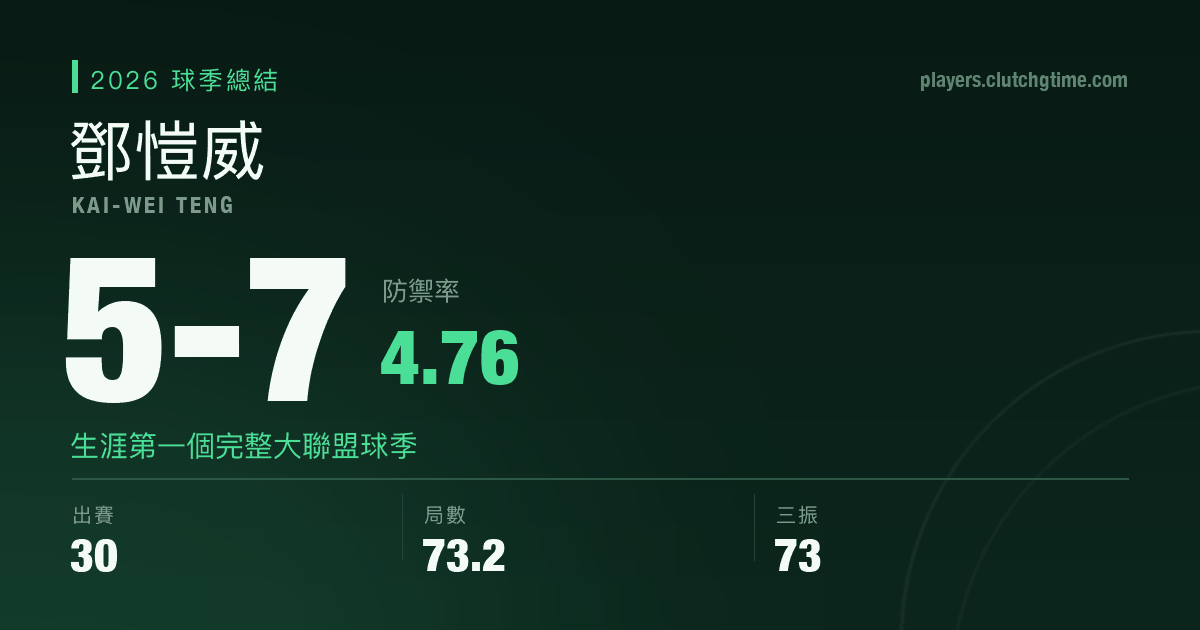 2026 球季總結
players.clutchgtime.com
鄧愷威
KAI-WEI TENG
5-7
防禦率
4.76
生涯第一個完整大聯盟球季
出賽
30
局數
73.2
三振
73